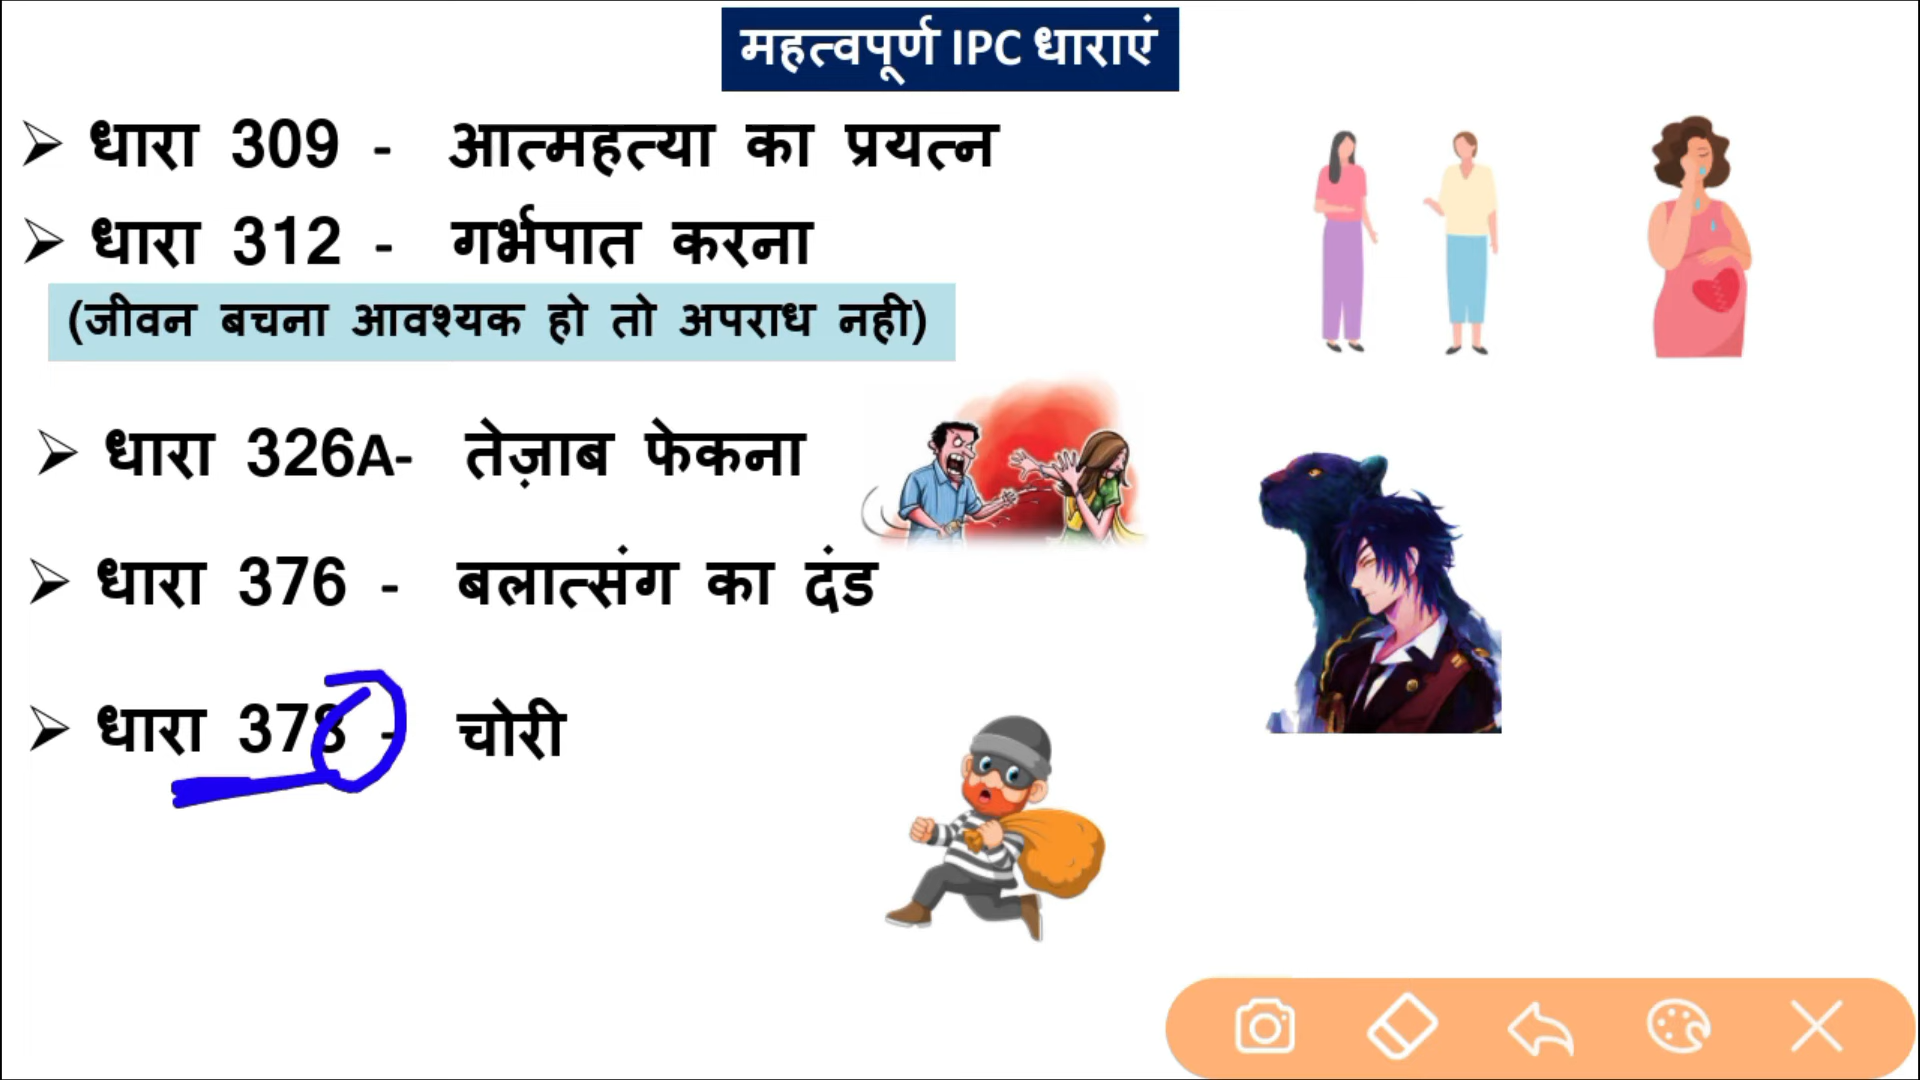 महत्वपूर्ण IPC धाराएं
➢ धारा 309 - आत्महत्या का प्रयत्न
➢ धारा 312 - गर्भपात करना
(जीवन बचना आवश्यक हो तो अपराध नही)
➢ धारा 326A- तेज़ाब फेकना
➢ धारा 376 - बलात्संग का दंड
➢ धारा 378 - चोरी